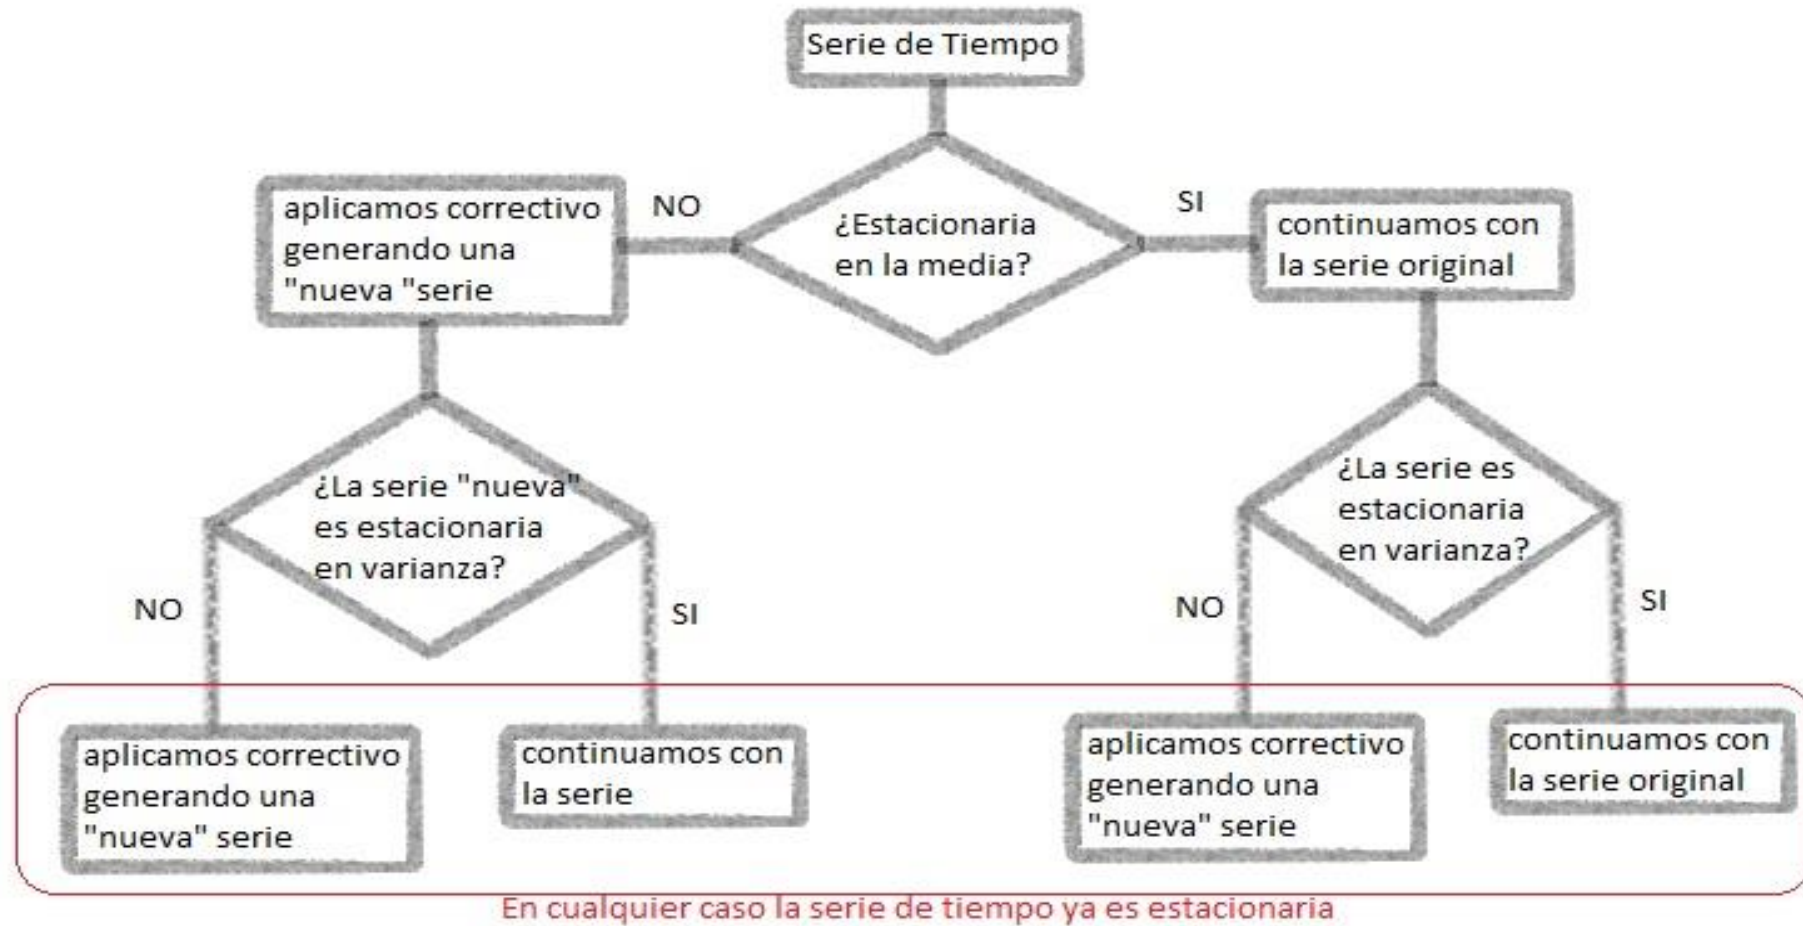 Serie de Tiempo
¿Estacionaria
en la media?
NO
SI
aplicamos correctivo
generando una
"nueva "serie
continuamos con
la serie original
¿La serie "nueva"
es estacionaria
en varianza?
NO
SI
¿La serie es
estacionaria
en varianza?
NO
SI
aplicamos correctivo
generando una
"nueva" serie
continuamos con
la serie
aplicamos correctivo
generando una
"nueva" serie
continuamos con
la serie original
En cualquier caso la serie de tiempo ya es estacionaria